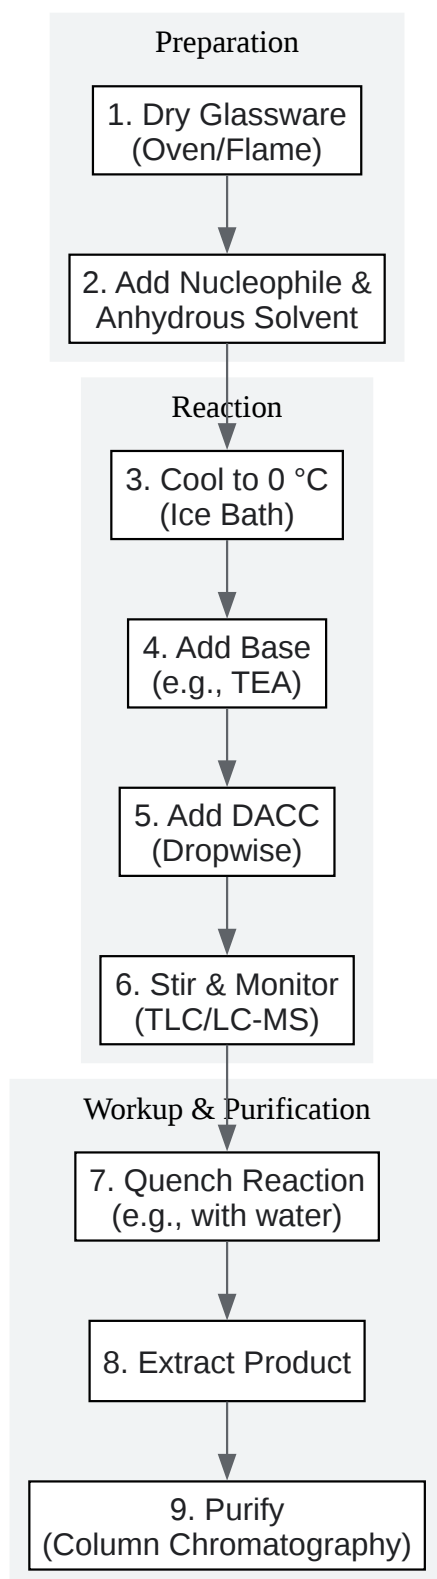 Preparation
1. Dry Glassware
(Oven/Flame)
2. Add Nucleophile &
Anhydrous Solvent
Reaction
3. Cool to 0 °C
(Ice Bath)
4. Add Base
(e.g., TEA)
5. Add DACC
(Dropwise)
6. Stir & Monitor
(TLC/LC-MS)
Workup & Purification
7. Quench Reaction
(e.g., with water)
8. Extract Product
9. Purify
(Column Chromatography)